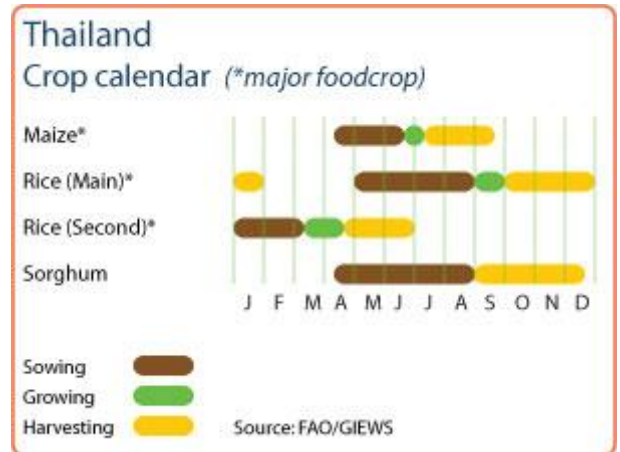 Thailand
Crop calendar (*major foodcrop)
Maize*
Rice (Main)*
Rice (Second)*
Sorghum
J F M A M J J A S O N D
Sowing
Growing
Harvesting
Source: FAO/GIEWS